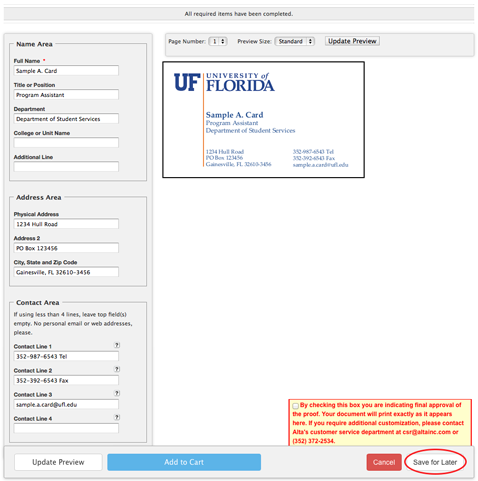 All required items have been completed.
Name Area
Full Name *
Sample A. Card
Title or Position
Program Assistant
Department
Department of Student Services
College or Unit Name
Additional Line
Address Area
Physical Address
1234 Hull Road
Address 2
PO Box 123456
City, State and Zip Code
Gainesville, FL 32610-3456
Contact Area
If using less than 4 lines, leave top field(s)
empty. No personal email or web addresses,
please.
Contact Line 1 ?
352-987-6543 Tel
Contact Line 2 ?
352-392-6543 Fax
Contact Line 3 ?
sample.a.card@ufl.edu
Contact Line 4 ?
Page Number: 1 Preview Size: Standard Update Preview
UF UNIVERSITY of
FLORIDA
Sample A. Card
Program Assistant
Department of Student Services
1234 Hull Road 352-987-6543 Tel
PO Box 123456 352-392-6543 Fax
Gainesville, FL 32610-3456 sample.a.card@ufl.edu
By checking this box you are indicating final approval of
the proof. Your document will print exactly as it appears
here. If you require additional customization, please contact
Alta's customer service department at csr@altainc.com or
(352) 372-2534.
Update Preview Add to Cart Cancel Save for Later